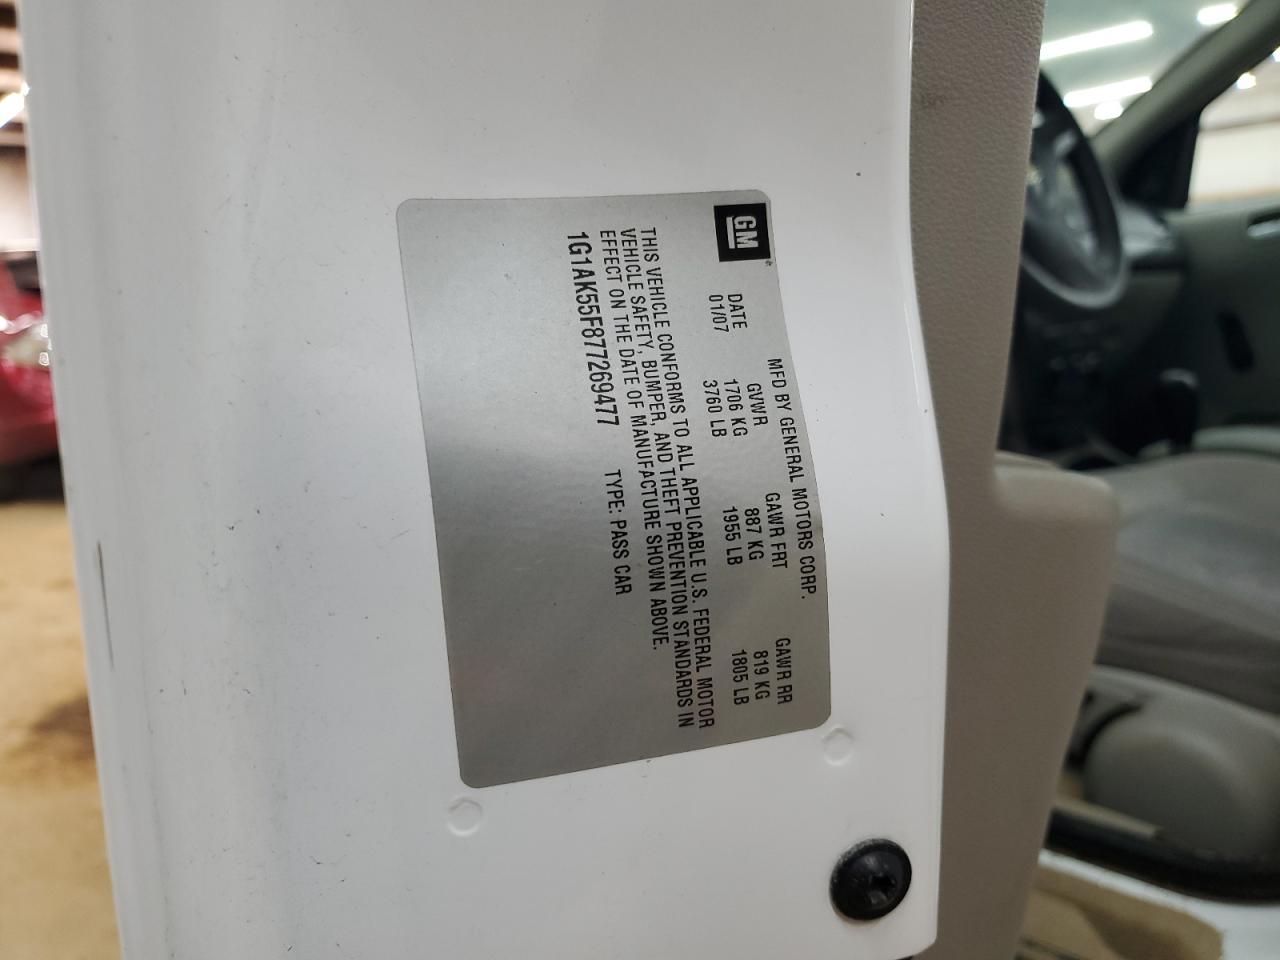 GM
MFD BY GENERAL MOTORS CORP.
DATE GVWR GAWR FRT GAWR RR
01/07 1706 KG 887 KG 819 KG
3760 LB 1955 LB 1805 LB
THIS VEHICLE CONFORMS TO ALL APPLICABLE U.S. FEDERAL MOTOR
VEHICLE SAFETY, BUMPER, AND THEFT PREVENTION STANDARDS IN
EFFECT ON THE DATE OF MANUFACTURE SHOWN ABOVE.
1G1AK55F877269477 TYPE: PASS CAR